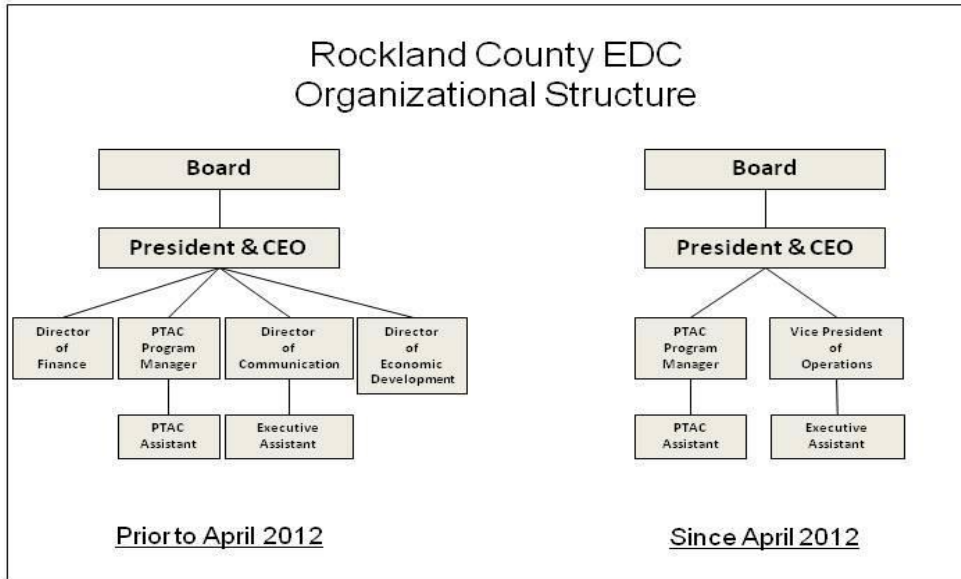 Rockland County EDC
Organizational Structure
Board
President & CEO
Director
of
Finance
PTAC
Program
Manager
Director
of
Communication
Director
of
Economic
Development
PTAC
Assistant
Executive
Assistant
Prior to April 2012
Board
President & CEO
PTAC
Program
Manager
Vice President
of
Operations
PTAC
Assistant
Executive
Assistant
Since April 2012